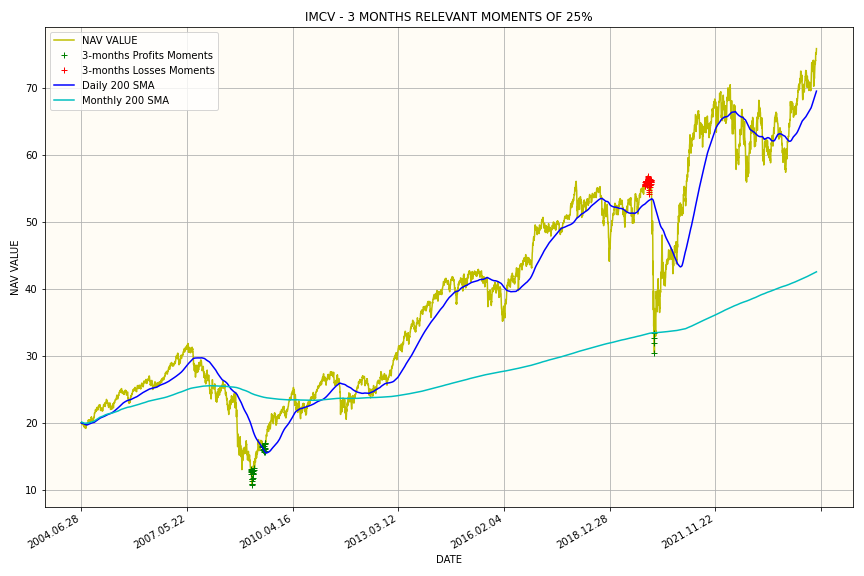 IMCV - 3 MONTHS RELEVANT MOMENTS OF 25%
NAV VALUE
3-months Profits Moments
3-months Losses Moments
Daily 200 SMA
Monthly 200 SMA
NAV VALUE
70
60
50
40
30
20
10
2004.06.28
2007.05.22
2010.04.16
2013.03.12
2016.02.04
2018.12.28
2021.11.22
DATE